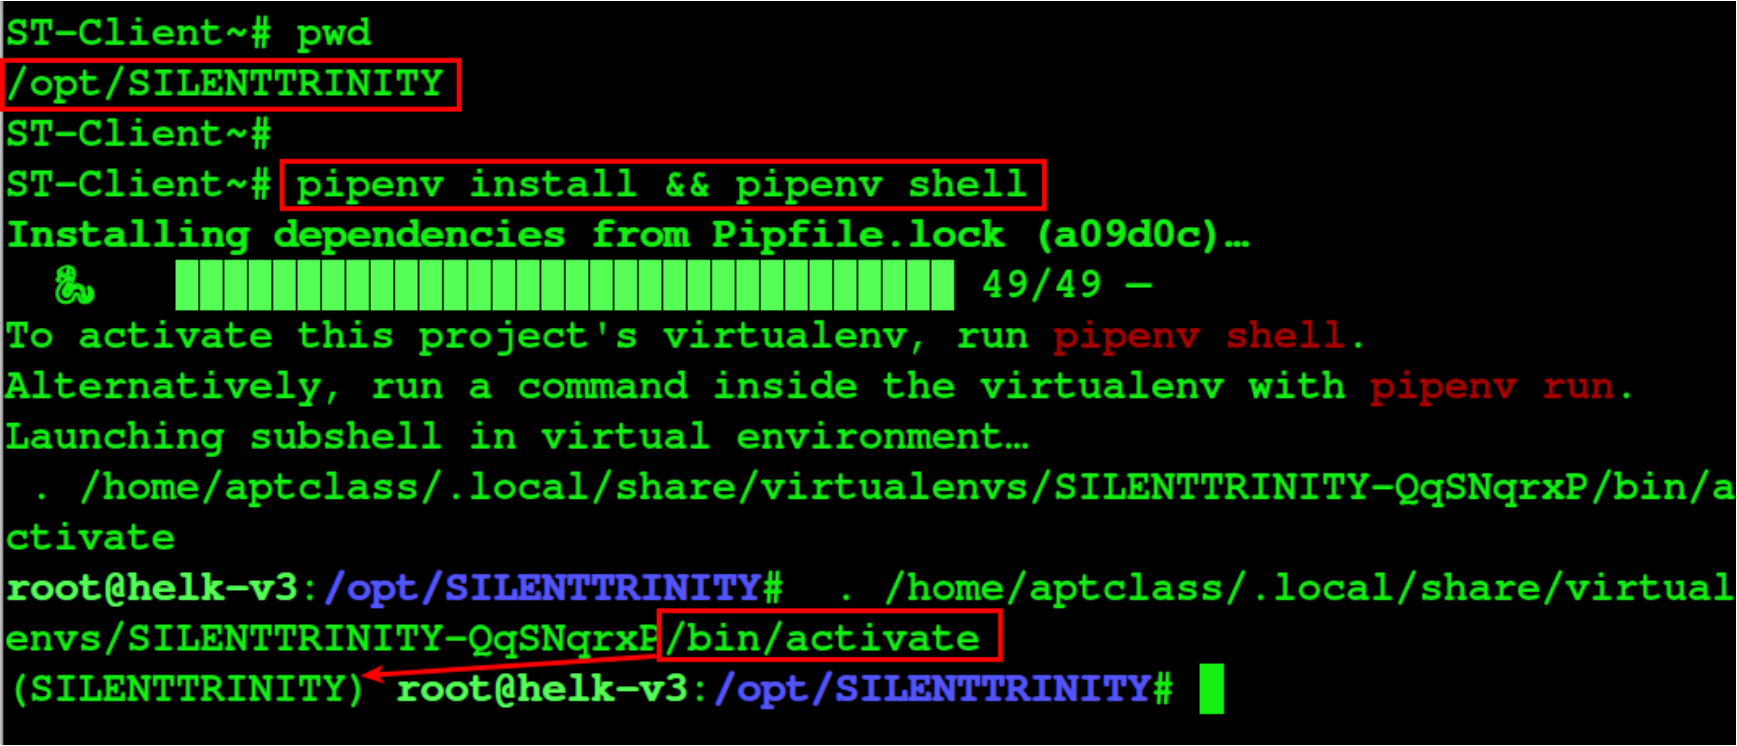 ST-Client~# pwd
/opt/SILENTTRINITY
ST-Client~#
ST-Client~# pipenv install && pipenv shell
Installing dependencies from Pipfile.lock (a09d0c)…
49/49 —
To activate this project's virtualenv, run pipenv shell.
Alternatively, run a command inside the virtualenv with pipenv run.
Launching subshell in virtual environment…
. /home/aptclass/.local/share/virtualenvs/SILENTTRINITY-QqSNqrxP/bin/a
ctivate
root@helk-v3:/opt/SILENTTRINITY#  . /home/aptclass/.local/share/virtual
envs/SILENTTRINITY-QqSNqrxP/bin/activate
(SILENTTRINITY) root@helk-v3:/opt/SILENTTRINITY#